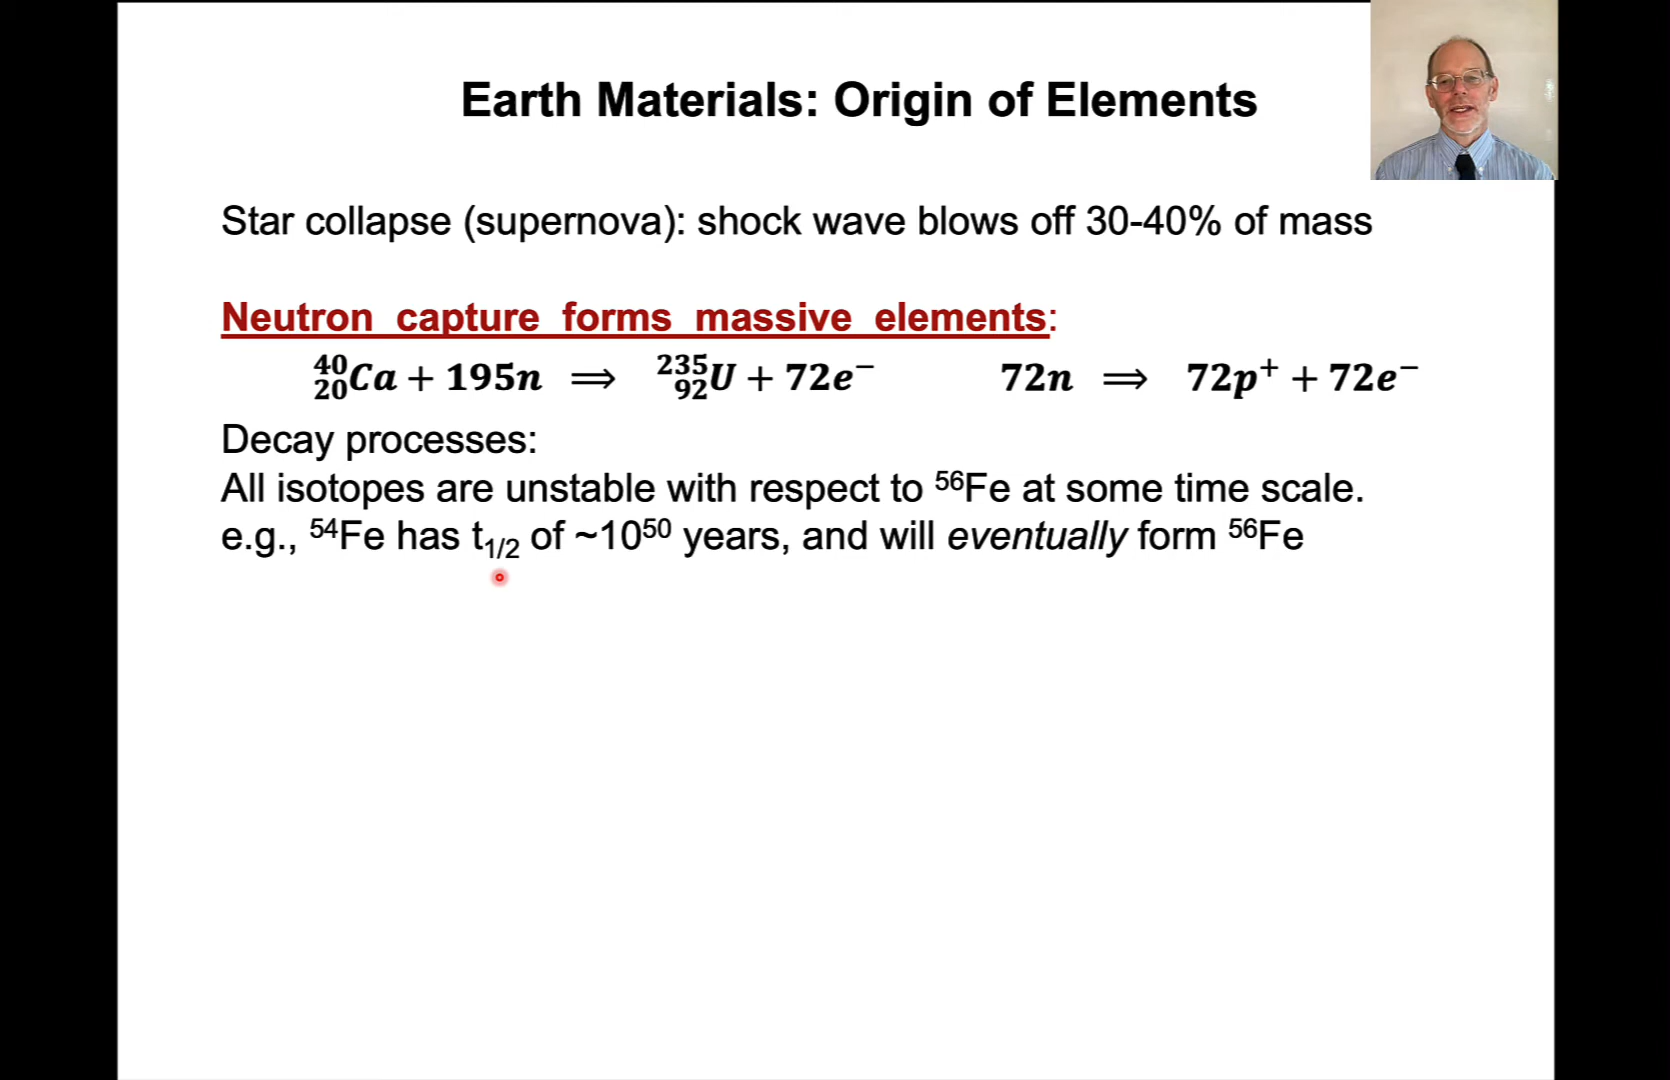 Earth Materials: Origin of Elements
Star collapse (supernova): shock wave blows off 30-40% of mass
Neutron capture forms massive elements:
⁴⁰₂₀Ca + 195n ⟹ ²³⁵₉₂U + 72e⁻ 72n ⟹ 72p⁺ + 72e⁻
Decay processes:
All isotopes are unstable with respect to ⁵⁶Fe at some time scale.
e.g., ⁵⁴Fe has t₁/₂ of ~10⁵⁰ years, and will eventually form ⁵⁶Fe